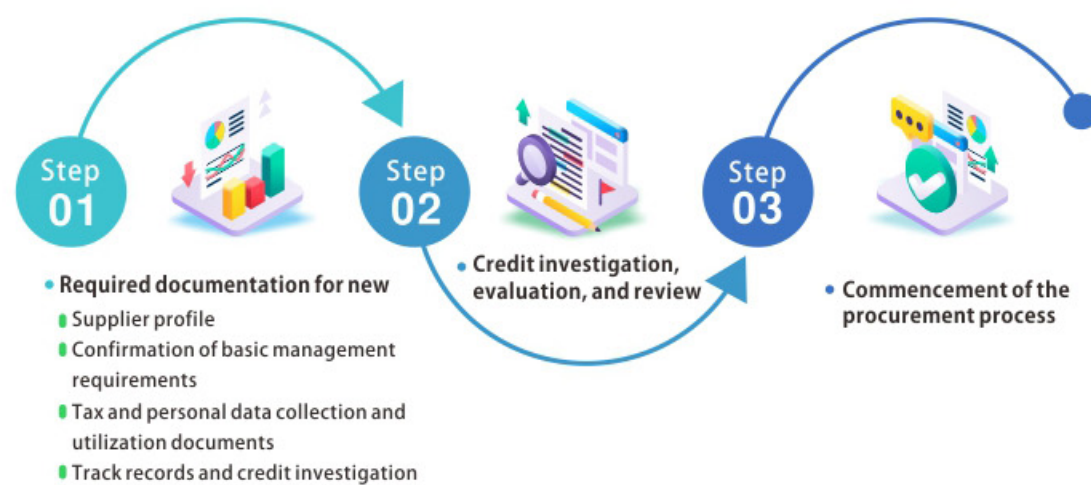 Step
01
Required documentation for new
Supplier profile
Confirmation of basic management
requirements
Tax and personal data collection and
utilization documents
Track records and credit investigation
Step
02
Credit investigation,
evaluation, and review
Step
03
Commencement of the
procurement process